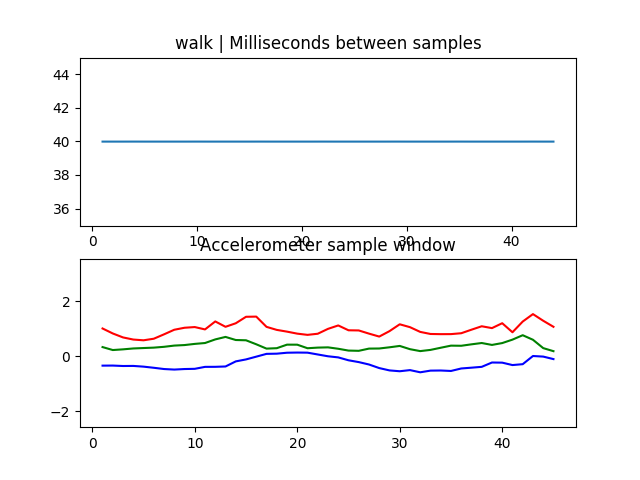 walk | Milliseconds between samples
44
42
40
38
36
0 10 20 30 40
Accelerometer sample window
2
0
−2
0 10 20 30 40